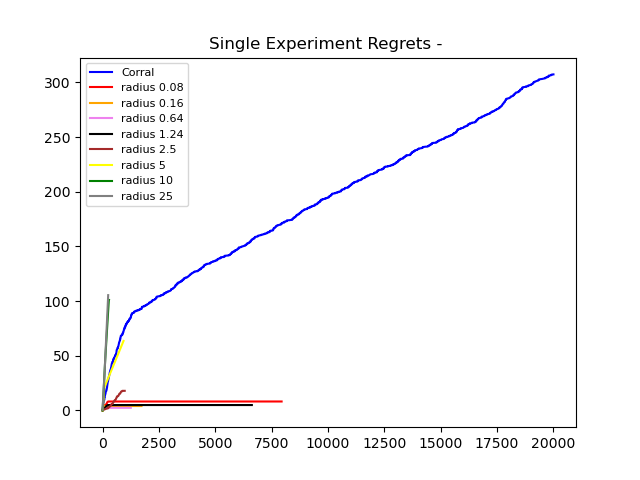 Single Experiment Regrets -
Corral
radius 0.08
radius 0.16
radius 0.64
radius 1.24
radius 2.5
radius 5
radius 10
radius 25
300
250
200
150
100
50
0
0 2500 5000 7500 10000 12500 15000 17500 20000